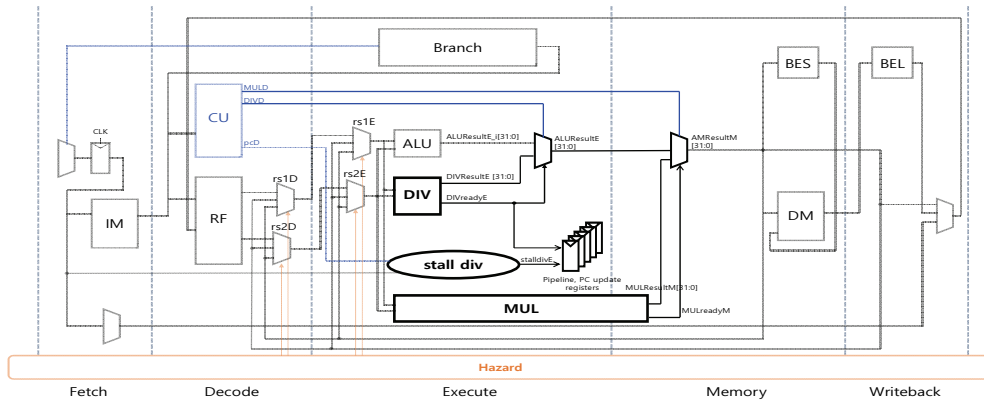 Branch
BES
BEL
MULD
DIVD
CU
pcD
CLK
rs1E
ALU
ALUResultE_i[31:0]
ALUResultE
[31:0]
AMResultM
[31:0]
rs1D
rs2E
DIV
DIVResultE [31:0]
DIVreadyE
IM
RF
rs2D
DM
stall div
stalldivE
Pipeline, PC update
registers
MULResultM[31:0]
MUL
MULreadyM
Hazard
Fetch
Decode
Execute
Memory
Writeback